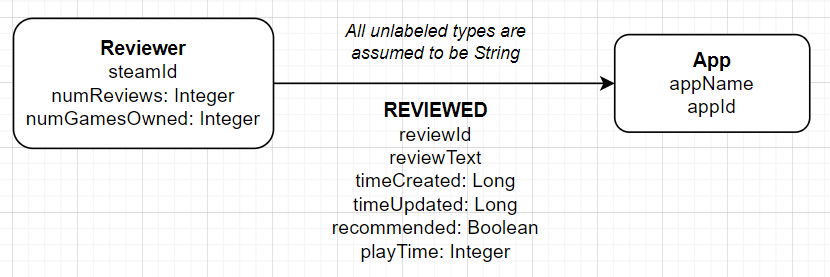 Reviewer
steamId
numReviews: Integer
numGamesOwned: Integer
All unlabeled types are
assumed to be String
REVIEWED
reviewId
reviewText
timeCreated: Long
timeUpdated: Long
recommended: Boolean
playTime: Integer
App
appName
appId